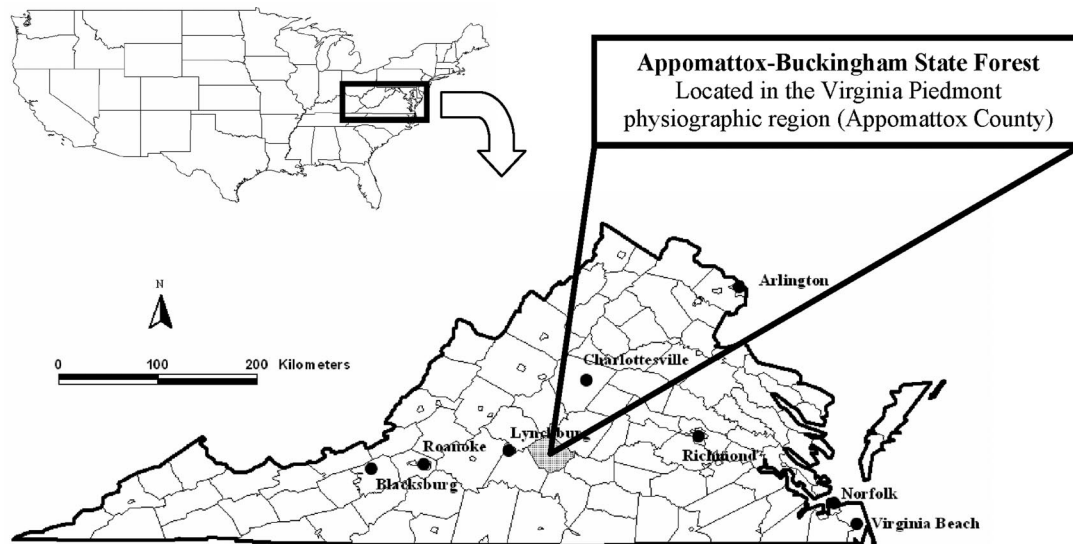 Appomattox-Buckingham State Forest
Located in the Virginia Piedmont
physiographic region (Appomattox County)
Arlington
N
Charlottesville
0 100 200 Kilometers
Lynchburg
Roanoke
Richmond
Blacksburg
Norfolk
Virginia Beach